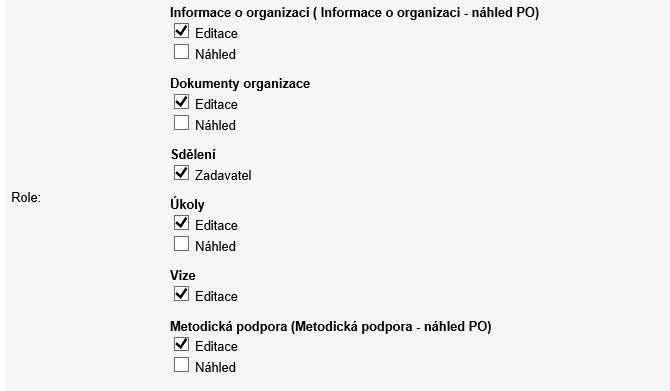 Informace o organizaci ( Informace o organizaci - náhled PO)
Editace
Náhled
Dokumenty organizace
Editace
Náhled
Sdělení
Zadavatel
Role:
Úkoly
Editace
Náhled
Vize
Editace
Metodická podpora (Metodická podpora - náhled PO)
Editace
Náhled